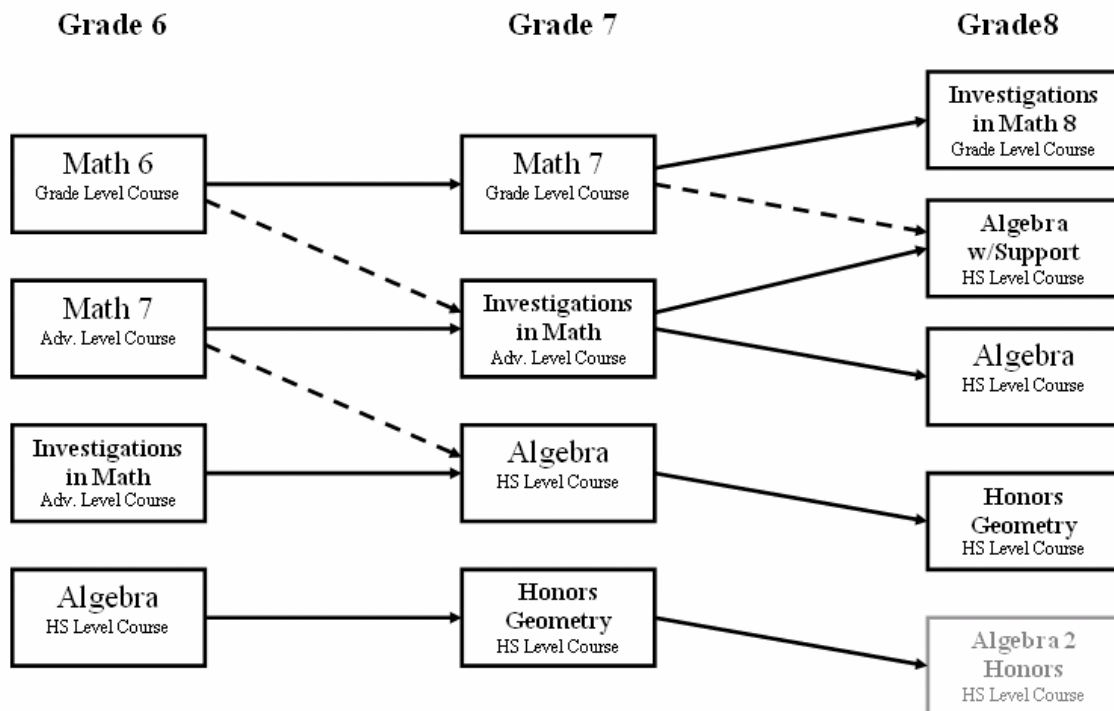 Grade 6
Grade 7
Grade8
Math 6
Grade Level Course
Math 7
Adv. Level Course
Investigations
in Math
Adv. Level Course
Algebra
HS Level Course
Math 7
Grade Level Course
Investigations
in Math
Adv. Level Course
Algebra
HS Level Course
Honors
Geometry
HS Level Course
Investigations
in Math 8
Grade Level Course
Algebra
w/Support
HS Level Course
Algebra
HS Level Course
Honors
Geometry
HS Level Course
Algebra 2
Honors
HS Level Course